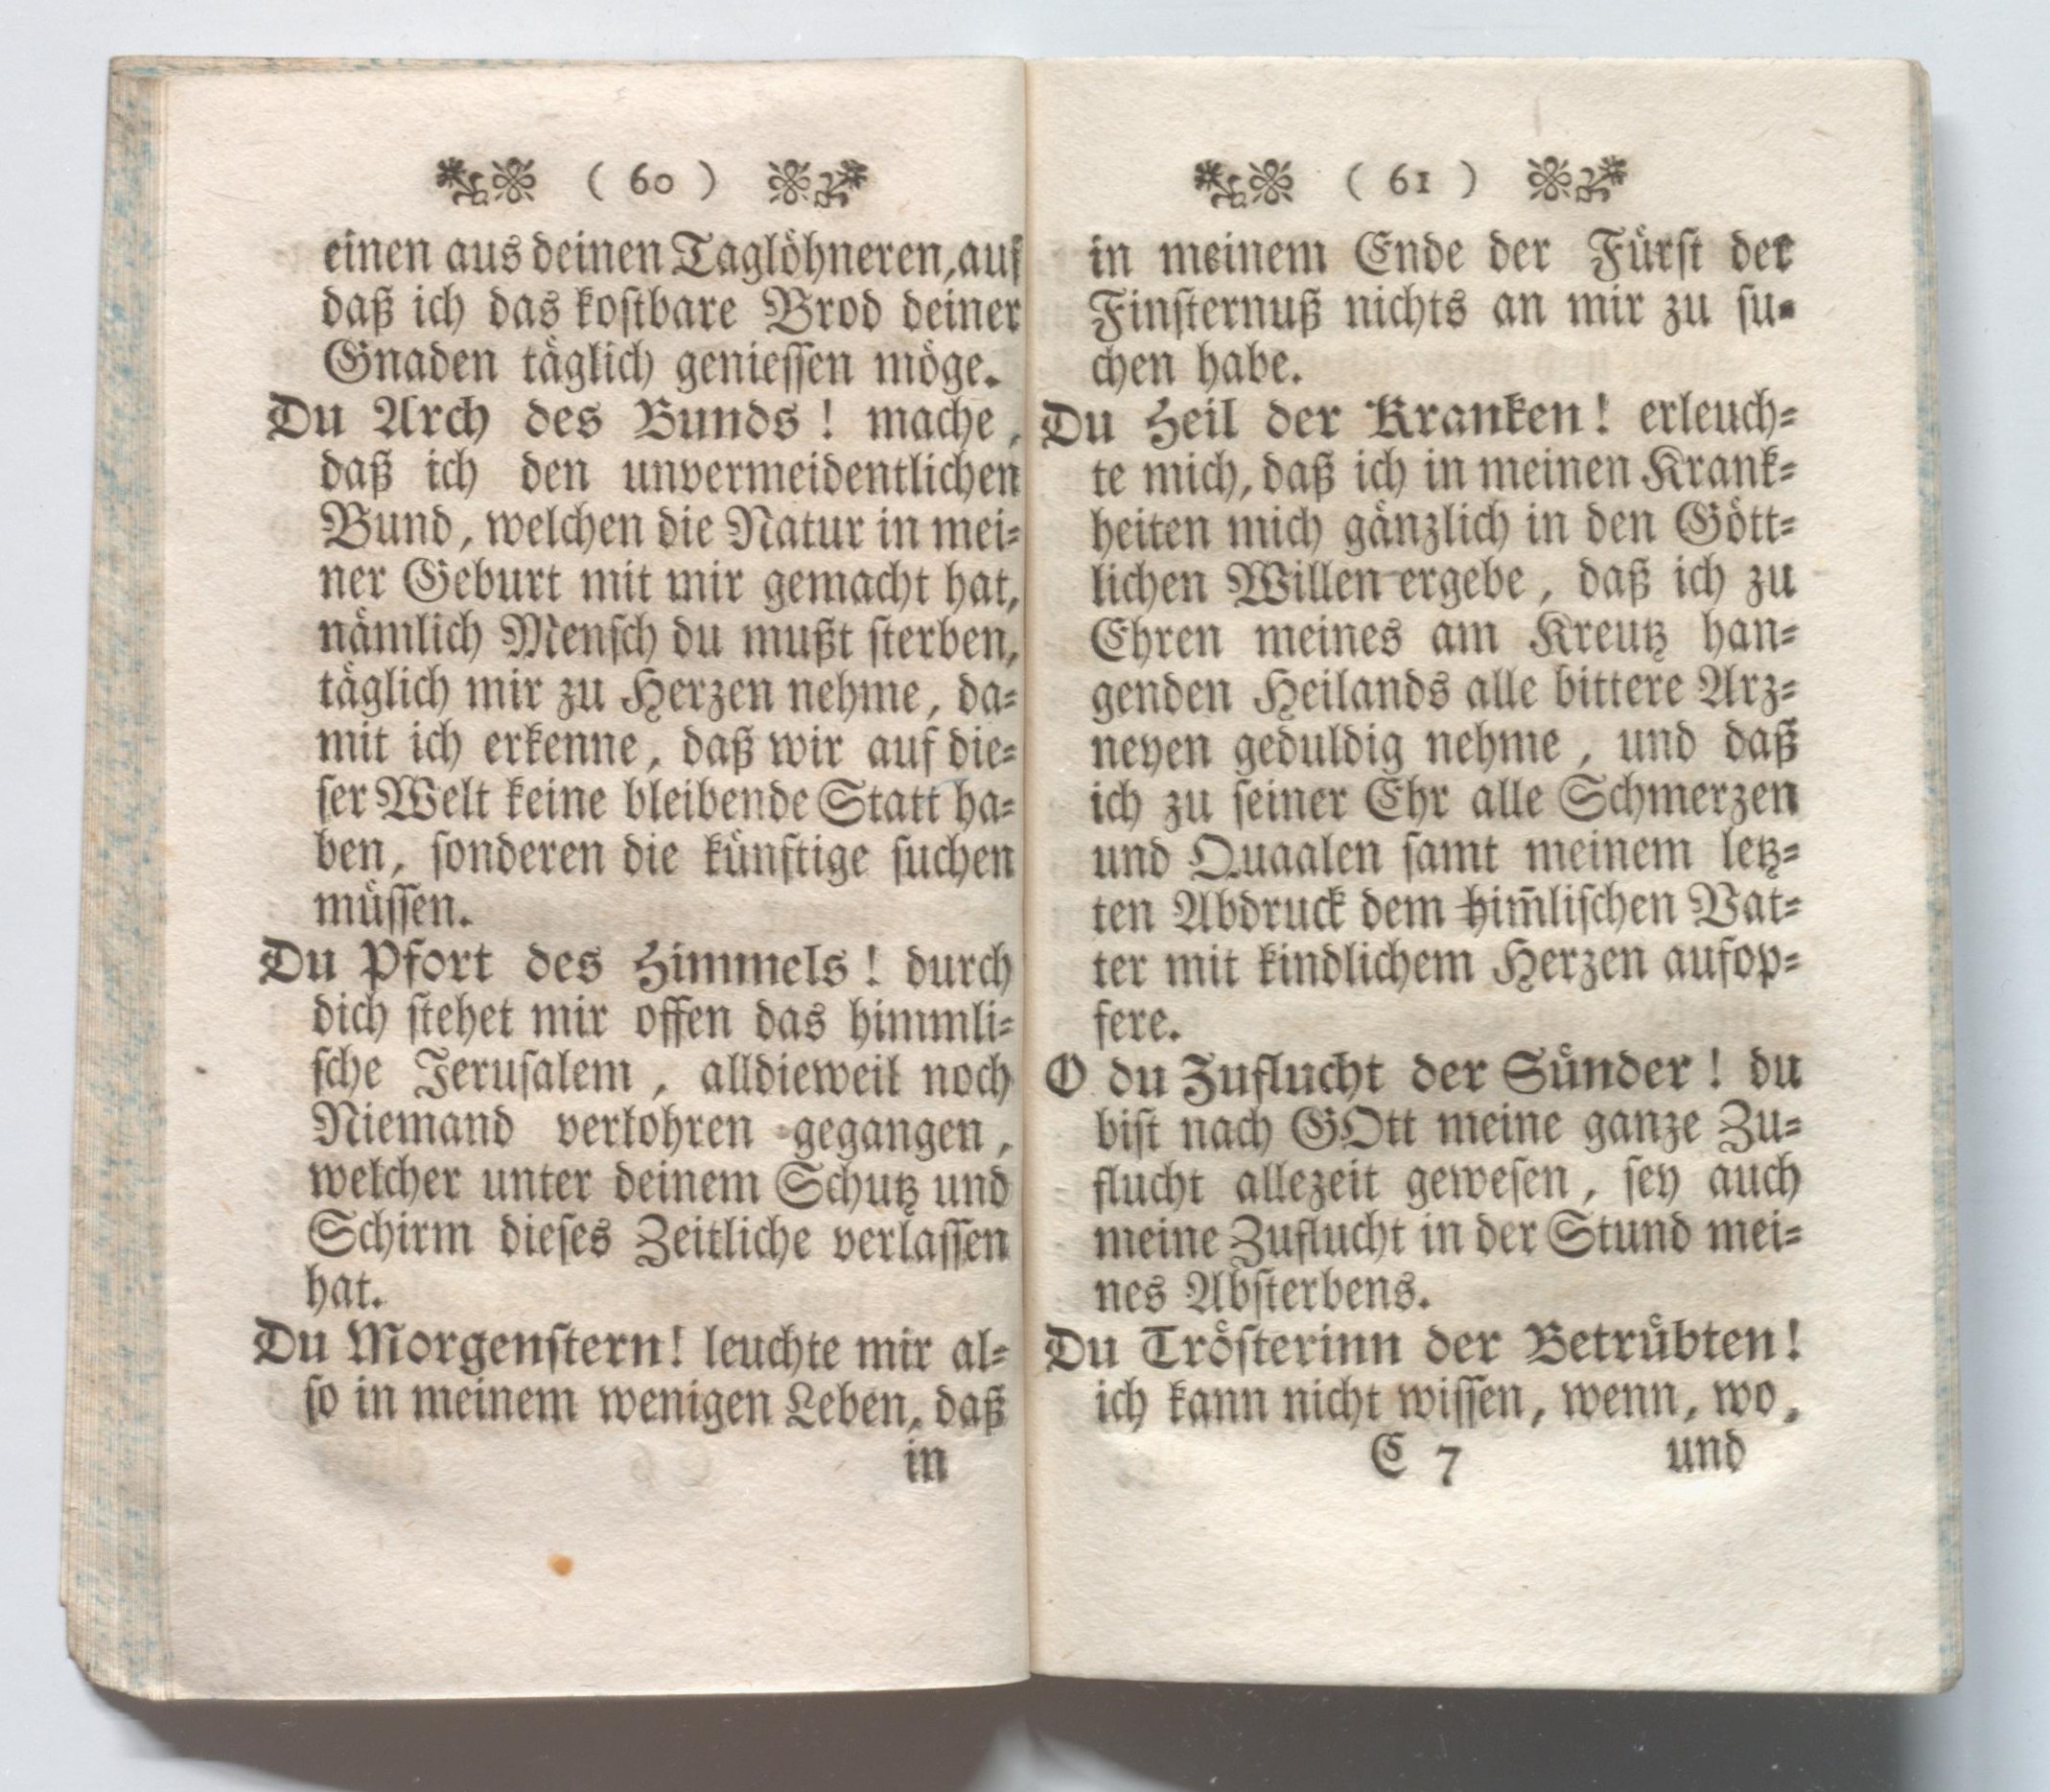 ( 60 )
einen aus deinen Taglöhneren, auf
daß ich das kostbare Brod deiner
Gnaden täglich geniessen möge.
Du Arch des Bunds ! mache,
daß ich den unvermeidentlichen
Bund, welchen die Natur in mei-
ner Geburt mit mir gemacht hat,
nämlich Mensch du mußt sterben,
täglich mir zu Herzen nehme, da-
mit ich erkenne, daß wir auf die-
ser Welt keine bleibende Statt ha-
ben, sonderen die künftige suchen
müssen.
Du Pfort des Himmels ! durch
dich stehet mir offen das himmli-
sche Jerusalem, alldieweil noch
Niemand verlohren gegangen,
welcher unter deinem Schutz und
Schirm dieses Zeitliche verlassen
hat.
Du Morgenstern! leuchte mir al-
so in meinem wenigen Leben, daß
in
( 61 )
in meinem Ende der Fürst der
Finsternuß nichts an mir zu su-
chen habe.
Du Heil der Kranken! erleuch-
te mich, daß ich in meinen Krank-
heiten mich gänzlich in den Gött-
lichen Willen ergebe, daß ich zu
Ehren meines am Kreutz han-
genden Heilands alle bittere Arz-
neyen geduldig nehme, und daß
ich zu seiner Ehr alle Schmerzen
und Quaalen samt meinem letz-
ten Abdruck dem him̄lischen Vat-
ter mit kindlichem Herzen aufop-
fere.
O du Zuflucht der Sünder ! du
bist nach GOtt meine ganze Zu-
flucht allezeit gewesen, sey auch
meine Zuflucht in der Stund mei-
nes Absterbens.
Du Trösterinn der Betrübten!
ich kann nicht wissen, wenn, wo,
C 7 und